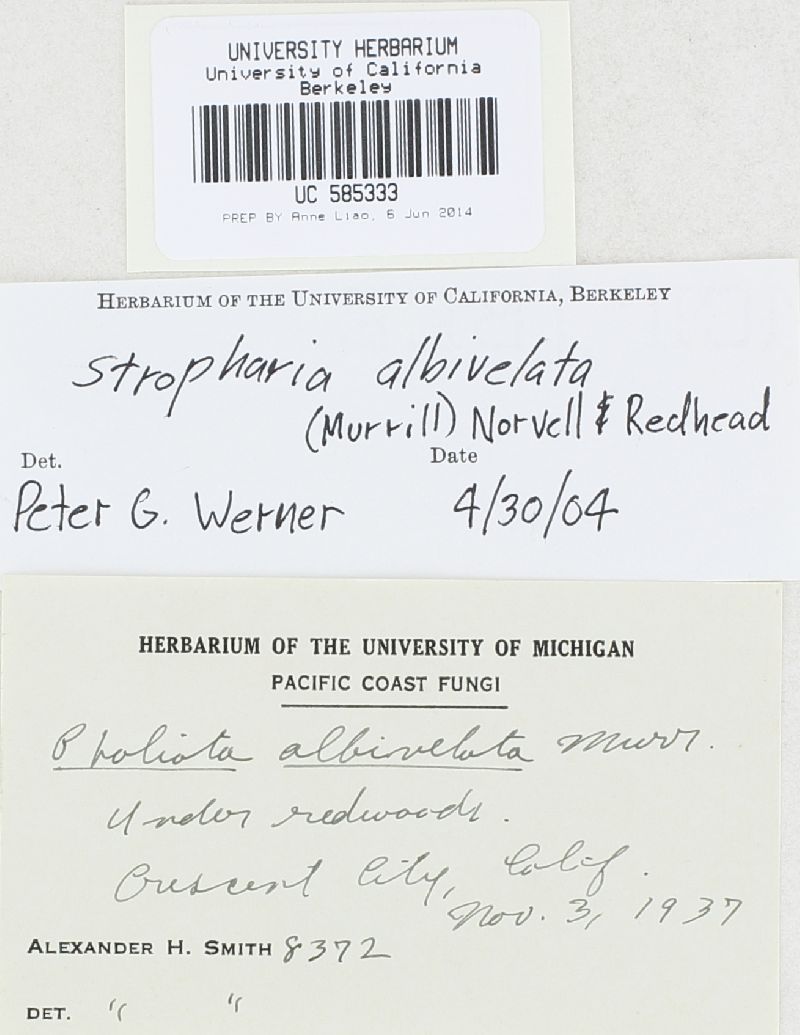 UNIVERSITY HERBARIUM
University of California
Berkeley
UC 585333
PREP BY Anne Liao, 6 Jun 2014
HERBARIUM OF THE UNIVERSITY OF CALIFORNIA, BERKELEY
Stropharia albivelata
(Murrill) Norvell & Redhead
Det. Date
Peter G. Werner 4/30/04
HERBARIUM OF THE UNIVERSITY OF MICHIGAN
PACIFIC COAST FUNGI
Pholiota albivelata Murr.
Under redwoods.
Crescent City, Calif.
Nov. 3, 1937
ALEXANDER H. SMITH 8372
DET. " "